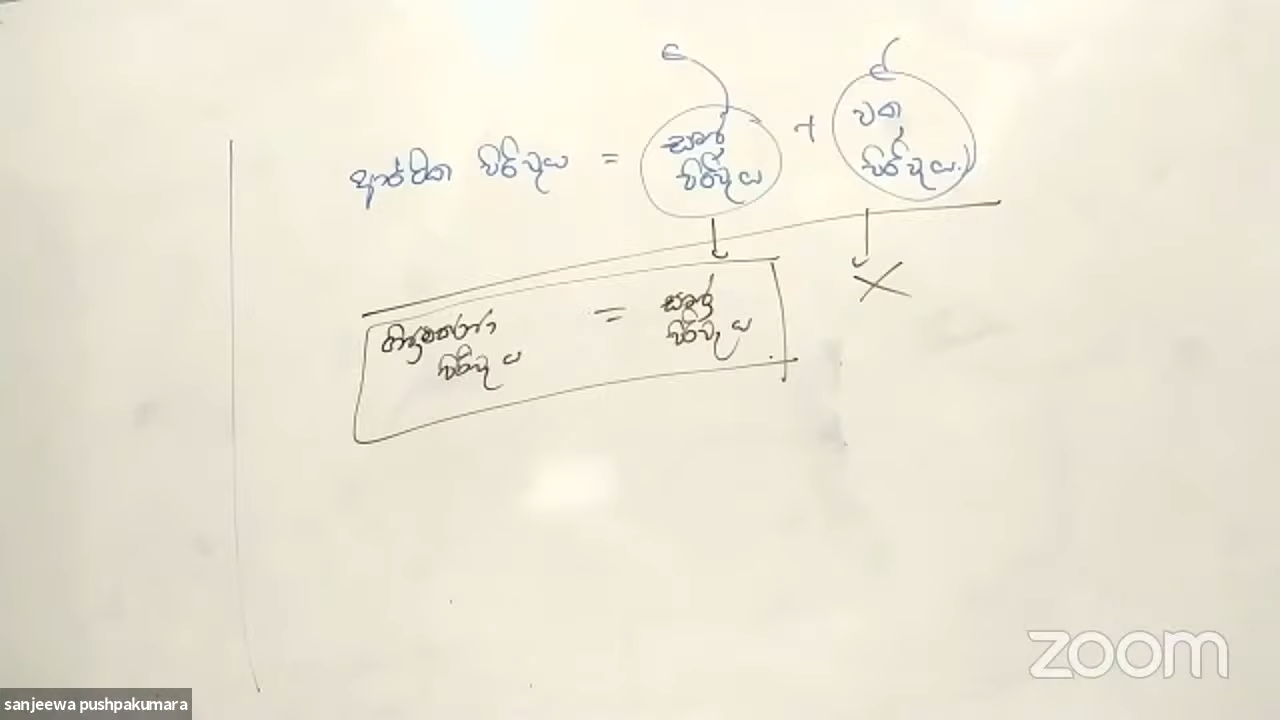 ආර්ථික පිරිවැය = සෘජු පිරිවැය + වක්‍ර පිරිවැය
ගිණුම්කරණ පිරිවැය = සෘජු පිරිවැය
zoom
sanjeewa pushpakumara